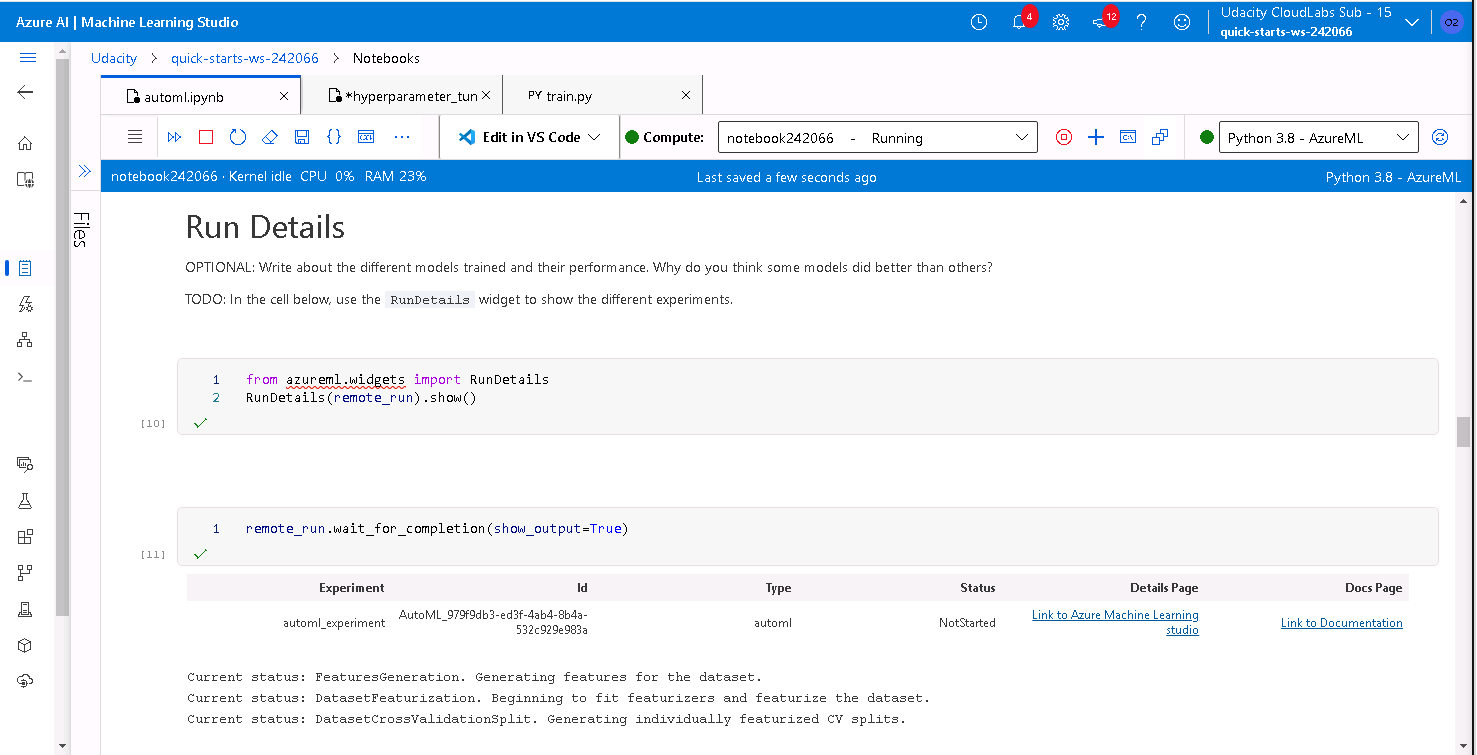 Azure AI | Machine Learning Studio
4
12
?
Udacity CloudLabs Sub - 15
quick-starts-ws-242066
O2
Udacity > quick-starts-ws-242066 > Notebooks
automl.ipynb
*hyperparameter_tun
PY train.py
Edit in VS Code
Compute:
notebook242066 - Running
Python 3.8 - AzureML
notebook242066 · Kernel idle CPU 0% RAM 23%
Last saved a few seconds ago
Python 3.8 - AzureML
Files
Run Details
OPTIONAL: Write about the different models trained and their performance. Why do you think some models did better than others?
TODO: In the cell below, use the RunDetails widget to show the different experiments.
1 from azureml.widgets import RunDetails
2 RunDetails(remote_run).show()
[10]
1 remote_run.wait_for_completion(show_output=True)
[11]
Experiment Id Type Status Details Page Docs Page
automl_experiment AutoML_979f9db3-ed3f-4ab4-8b4a-532c929e983a automl NotStarted Link to Azure Machine Learning studio Link to Documentation
Current status: FeaturesGeneration. Generating features for the dataset.
Current status: DatasetFeaturization. Beginning to fit featurizers and featurize the dataset.
Current status: DatasetCrossValidationSplit. Generating individually featurized CV splits.